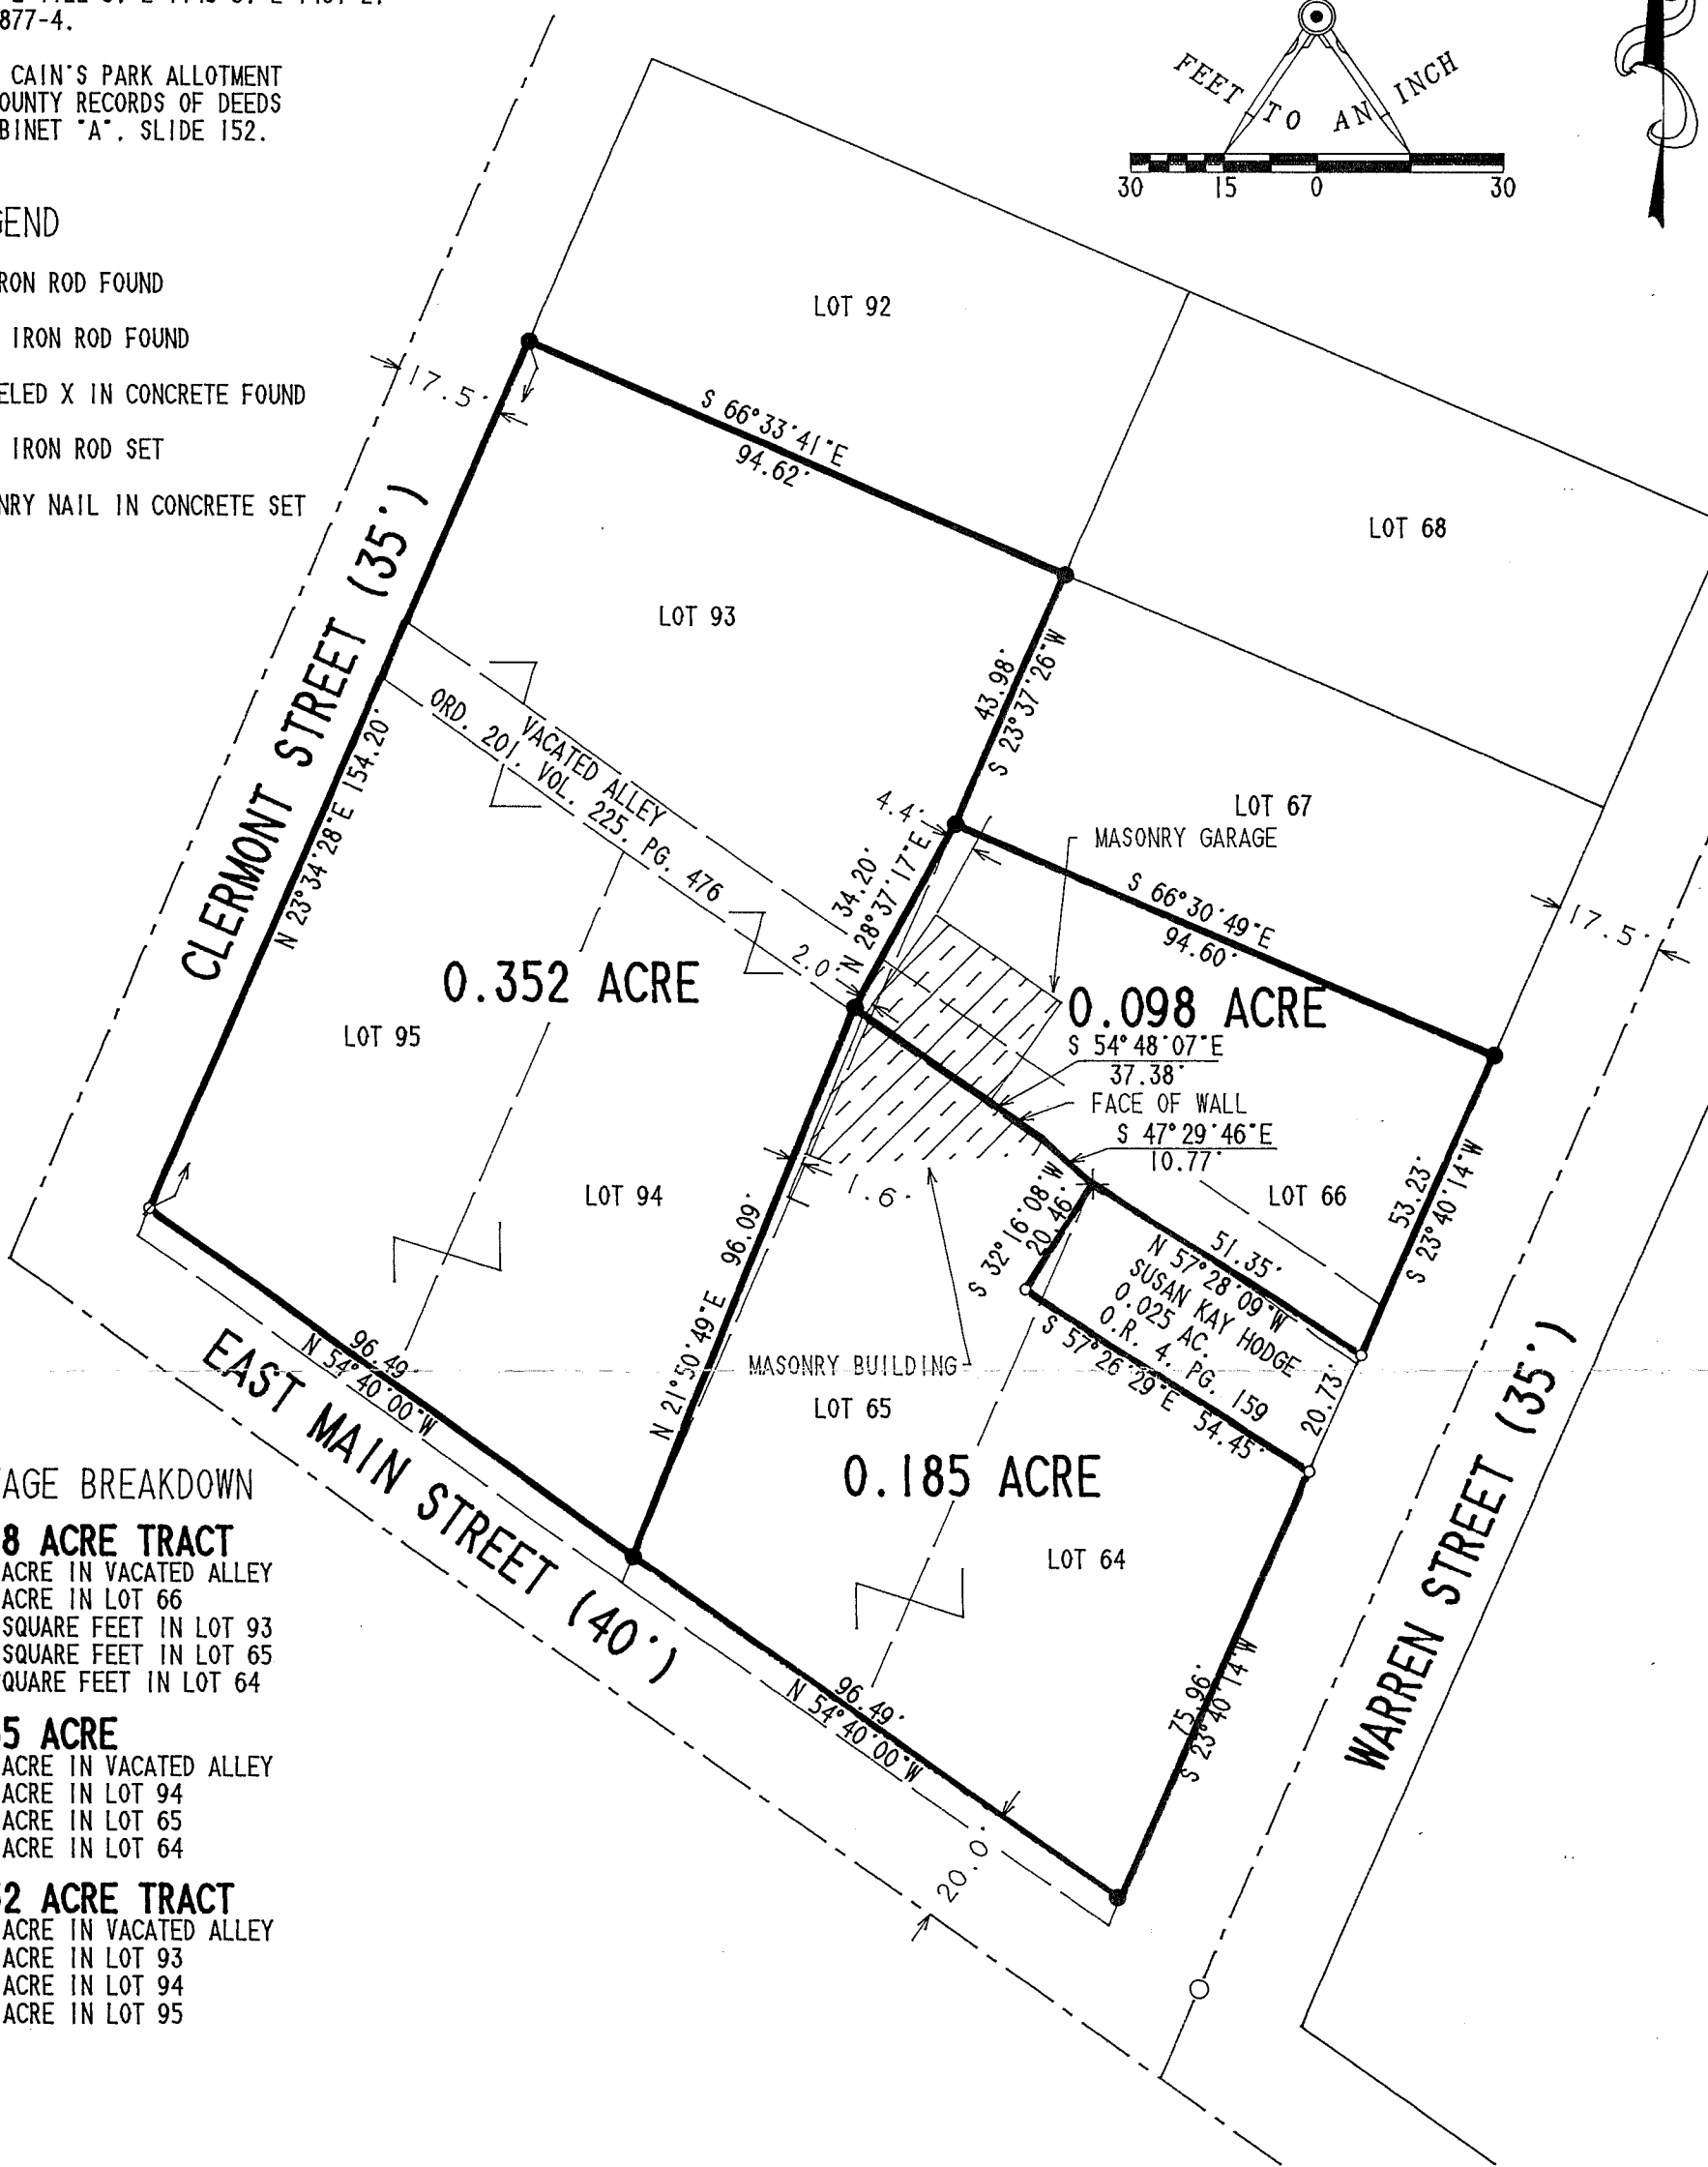 877-4.
CAIN'S PARK ALLOTMENT
OUNTY RECORDS OF DEEDS
BINET "A", SLIDE 152.
GEND
RON ROD FOUND
IRON ROD FOUND
ELED X IN CONCRETE FOUND
IRON ROD SET
NRY NAIL IN CONCRETE SET
FEET TO AN INCH
30 15 0 30
LOT 92
LOT 68
17.5'
S 66°33'41"E
94.62'
LOT 93
43.98'
S 23°37'26"W
CLERMONT STREET (35')
N 23°34'28"E 154.20'
VACATED ALLEY
ORD. 201, VOL. 225, PG. 476
4.4'
34.20'
N 28°37'17"E
2.0'
LOT 67
MASONRY GARAGE
S 66°30'49"E
94.60'
17.5'
0.352 ACRE
0.098 ACRE
LOT 95
S 54°48'07"E
37.38'
FACE OF WALL
S 47°29'46"E
10.77'
LOT 94
1.6'
LOT 66
53.23'
S 23°40'14"W
S 32°16'08"W
20.46'
51.35'
N 57°28'09"W
SUSAN KAY HODGE
0.025 AC.
O.R. 4, PG. 159
S 57°26'29"E 54.45'
20.73'
96.09'
N 21°50'49"E
96.49'
N 54°40'00"W
EAST MAIN STREET (40')
MASONRY BUILDING
LOT 65
0.185 ACRE
LOT 64
WARREN STREET (35')
75.96'
S 23°40'14"W
96.49'
N 54°40'00"W
20.0'
AGE BREAKDOWN
8 ACRE TRACT
ACRE IN VACATED ALLEY
ACRE IN LOT 66
SQUARE FEET IN LOT 93
SQUARE FEET IN LOT 65
QUARE FEET IN LOT 64
5 ACRE
ACRE IN VACATED ALLEY
ACRE IN LOT 94
ACRE IN LOT 65
ACRE IN LOT 64
2 ACRE TRACT
ACRE IN VACATED ALLEY
ACRE IN LOT 93
ACRE IN LOT 94
ACRE IN LOT 95